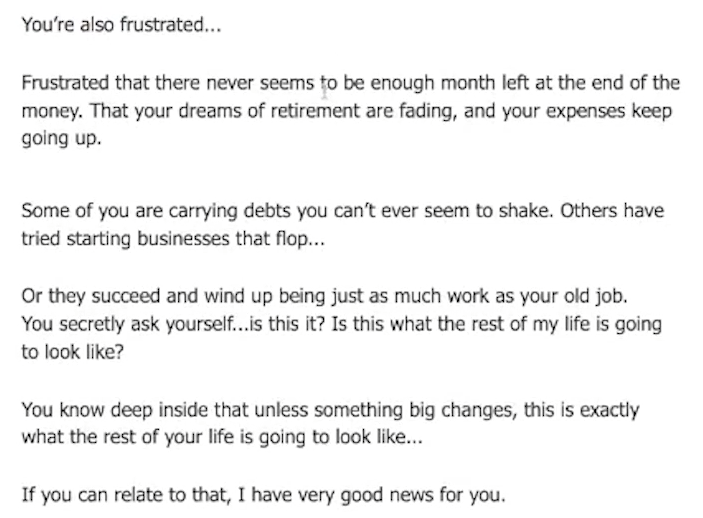 You're also frustrated...
Frustrated that there never seems to be enough month left at the end of the
money. That your dreams of retirement are fading, and your expenses keep
going up.
Some of you are carrying debts you can't ever seem to shake. Others have
tried starting businesses that flop...
Or they succeed and wind up being just as much work as your old job.
You secretly ask yourself...is this it? Is this what the rest of my life is going
to look like?
You know deep inside that unless something big changes, this is exactly
what the rest of your life is going to look like...
If you can relate to that, I have very good news for you.